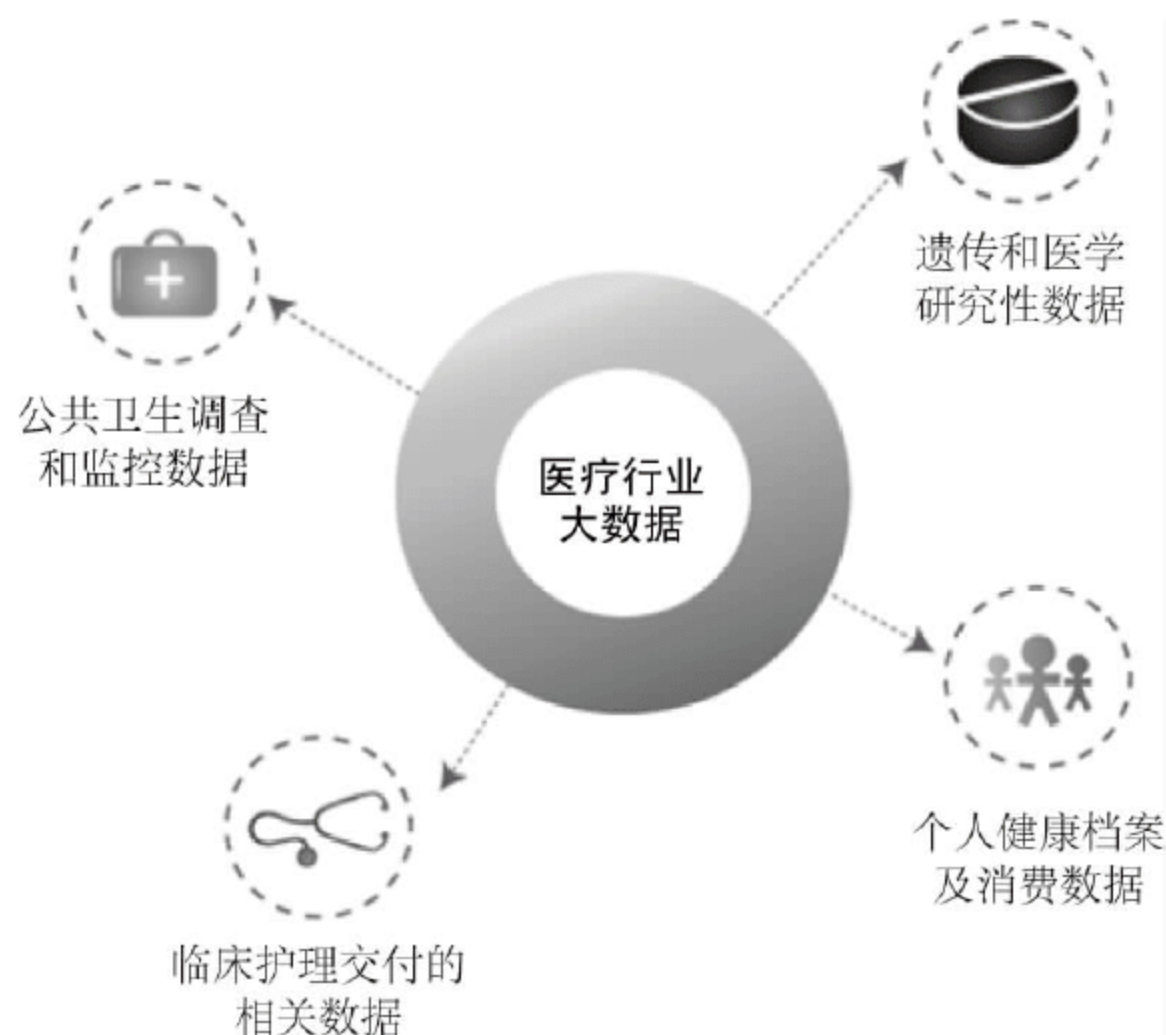 遗传和医学
研究性数据
公共卫生调查
和监控数据
医疗行业
大数据
个人健康档案
及消费数据
临床护理交付的
相关数据